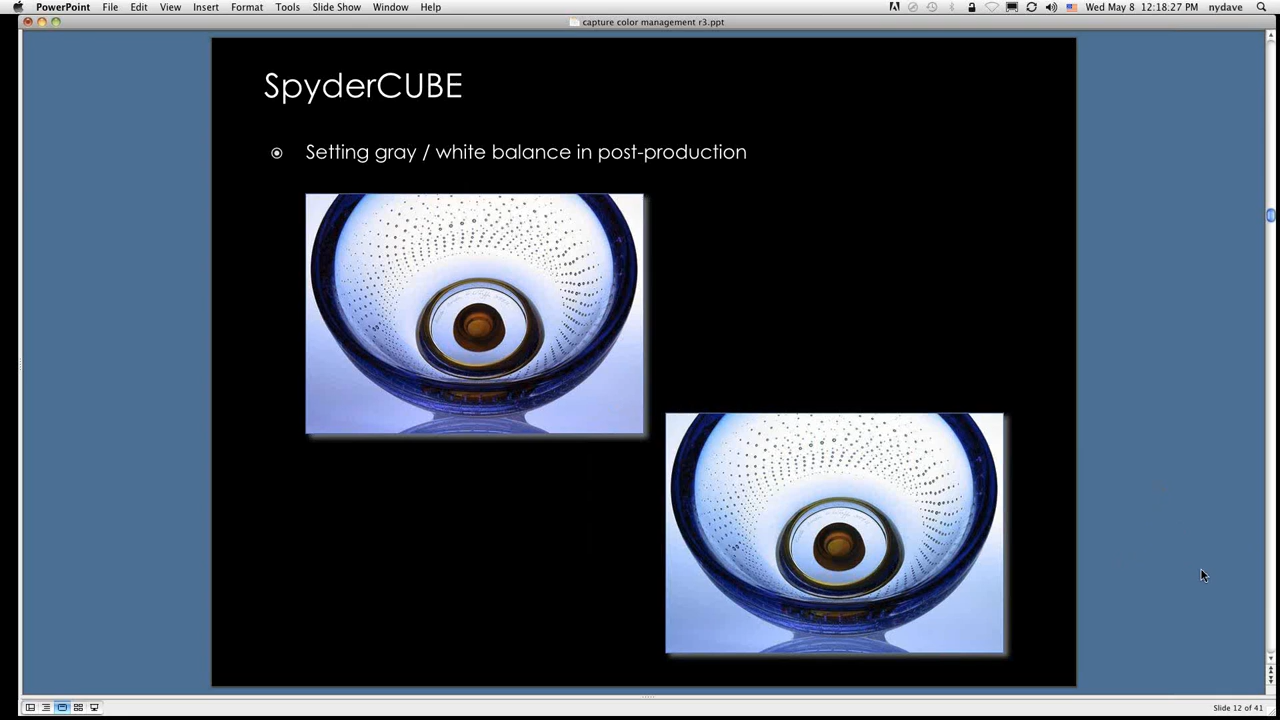 PowerPoint File Edit View Insert Format Tools Slide Show Window Help Wed May 8 12:18.27 PM nydave
capture color management r3.ppt
SpyderCUBE
Setting gray / white balance in post-production
Slide 12 of 41